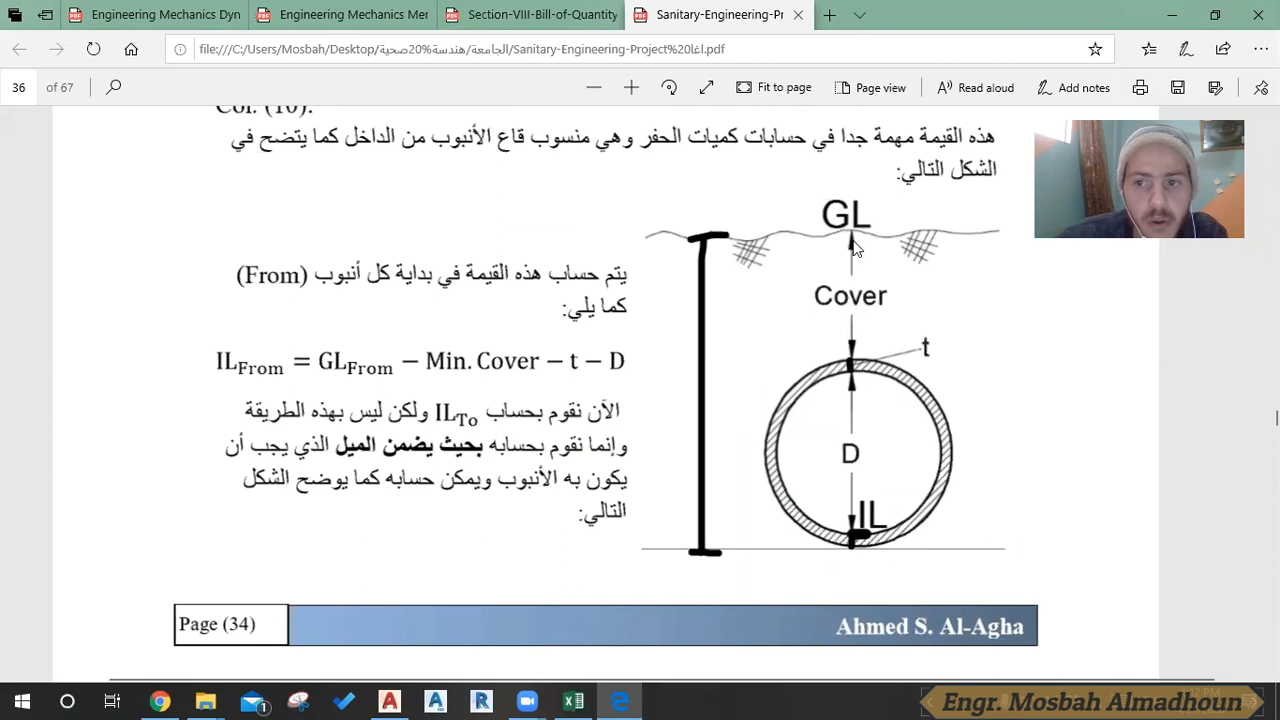 Engineering Mechanics Dyn
Engineering Mechanics Mer
Section-VIII-Bill-of-Quantity
Sanitary-Engineering-Pr
file:///C:/Users/Mosbah/Desktop/الجامعة/هندسة%20صحية/Sanitary-Engineering-Project%20اغا.pdf
36 of 67
Fit to page
Page view
Read aloud
Add notes
Col. (10):
هذه القيمة مهمة جدا في حسابات كميات الحفر وهي منسوب قاع الأنبوب من الداخل كما يتضح في
الشكل التالي:
GL
يتم حساب هذه القيمة في بداية كل أنبوب (From)
كما يلي:
Cover
t
IL_From = GL_From − Min. Cover − t − D
الآن نقوم بحساب IL_To ولكن ليس بهذه الطريقة
وإنما نقوم بحسابه بحيث يضمن الميل الذي يجب أن
يكون به الأنبوب ويمكن حسابه كما يوضح الشكل
التالي:
D
IL
Page (34)
Ahmed S. Al-Agha
1
Engr. Mosbah Almadhoun